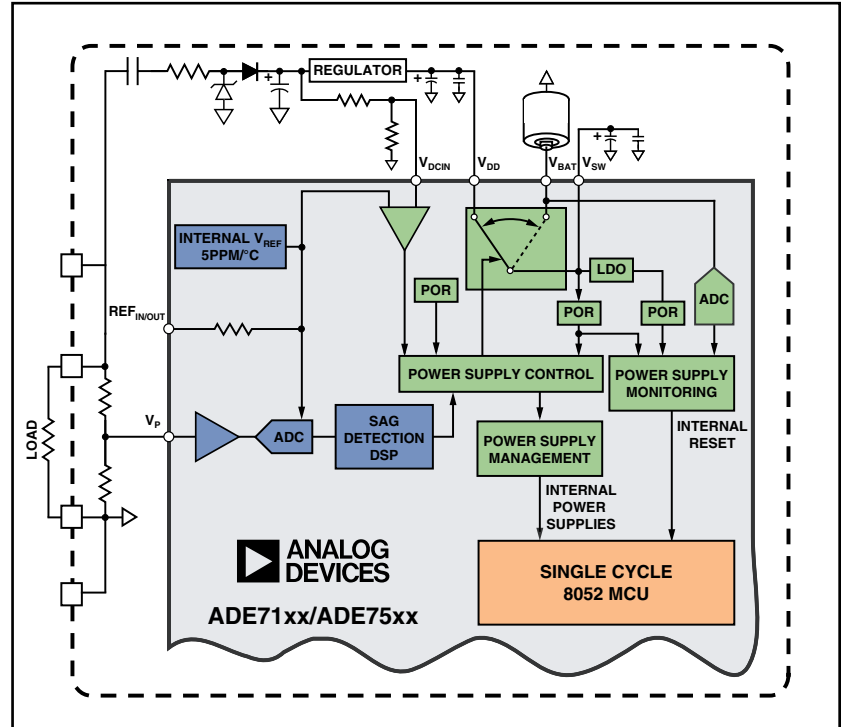 REGULATOR
+
+
+
VDCIN
VDD
VBAT
VSW
INTERNAL VREF
5PPM/°C
LDO
POR
POR
POR
ADC
REFIN/OUT
POWER SUPPLY CONTROL
POWER SUPPLY
MONITORING
LOAD
VP
ADC
SAG
DETECTION
DSP
POWER SUPPLY
MANAGEMENT
INTERNAL
RESET
INTERNAL
POWER
SUPPLIES
ANALOG
DEVICES
SINGLE CYCLE
8052 MCU
ADE71xx/ADE75xx